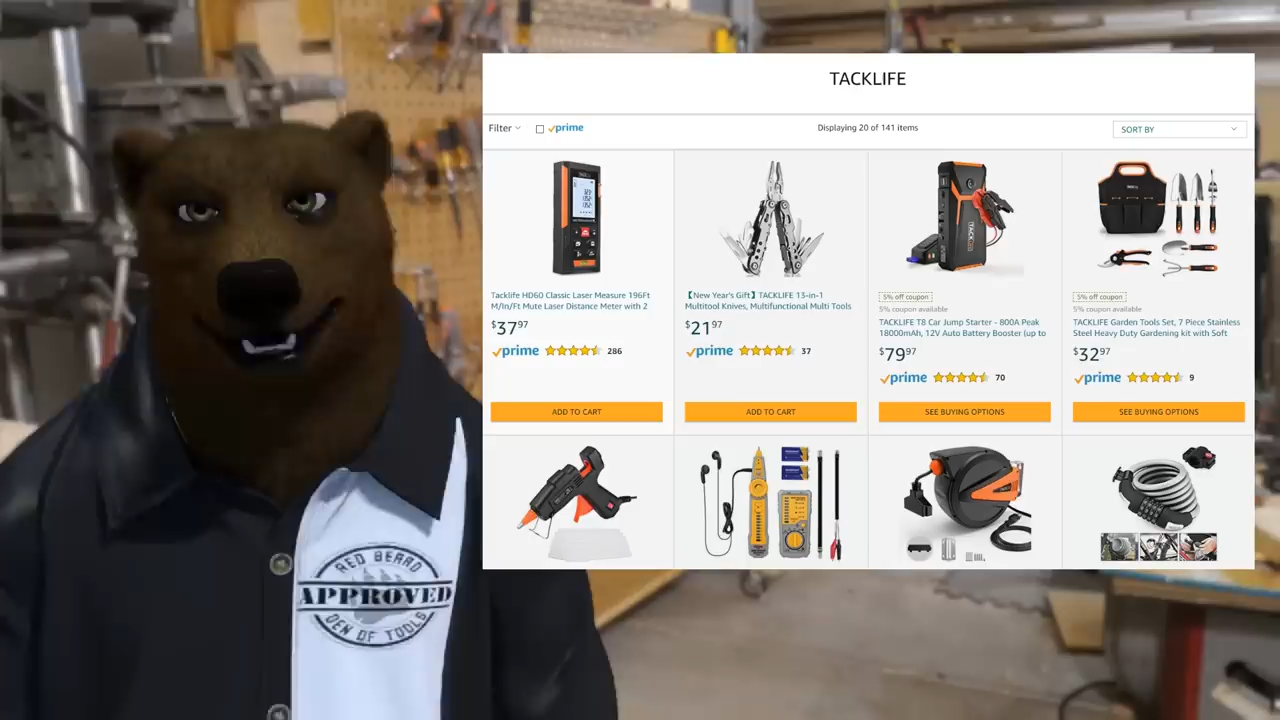 TACKLIFE
Filter
prime
Displaying 20 of 141 items
SORT BY
Tacklife HD60 Classic Laser Measure 196Ft
M/In/Ft Mute Laser Distance Meter with 2
$37.97
prime 286
ADD TO CART
【New Year's Gift】TACKLIFE 13-in-1
Multitool Knives, Multifunctional Multi Tools
$21.97
prime 37
ADD TO CART
5% off coupon
5% coupon available
TACKLIFE T8 Car Jump Starter - 800A Peak
18000mAh, 12V Auto Battery Booster (up to
$79.97
prime 70
SEE BUYING OPTIONS
5% off coupon
5% coupon available
TACKLIFE Garden Tools Set, 7 Piece Stainless
Steel Heavy Duty Gardening kit with Soft
$32.97
prime 9
SEE BUYING OPTIONS
RED BEARD
APPROVED
DEN OF TOOLS